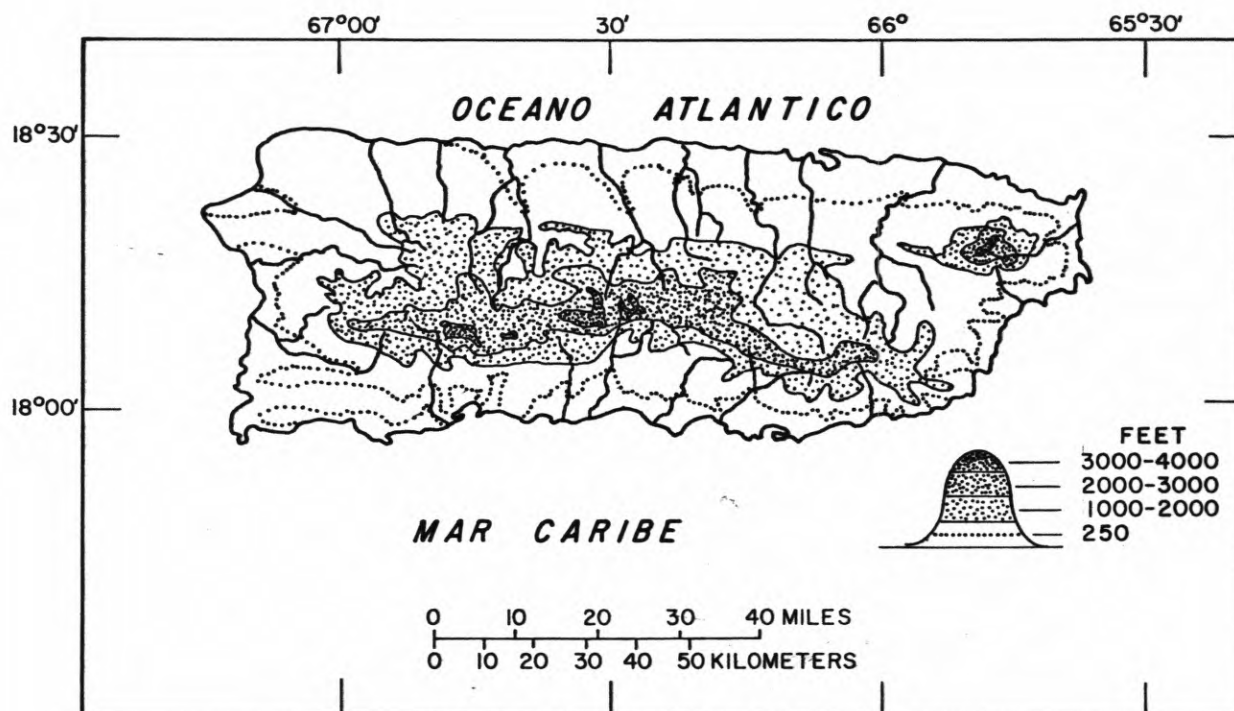 67°00' 30' 66° 65°30'
OCEANO ATLANTICO
18°30'
18°00'
FEET
3000-4000
2000-3000
1000-2000
250
MAR CARIBE
0 10 20 30 40 MILES
0 10 20 30 40 50 KILOMETERS